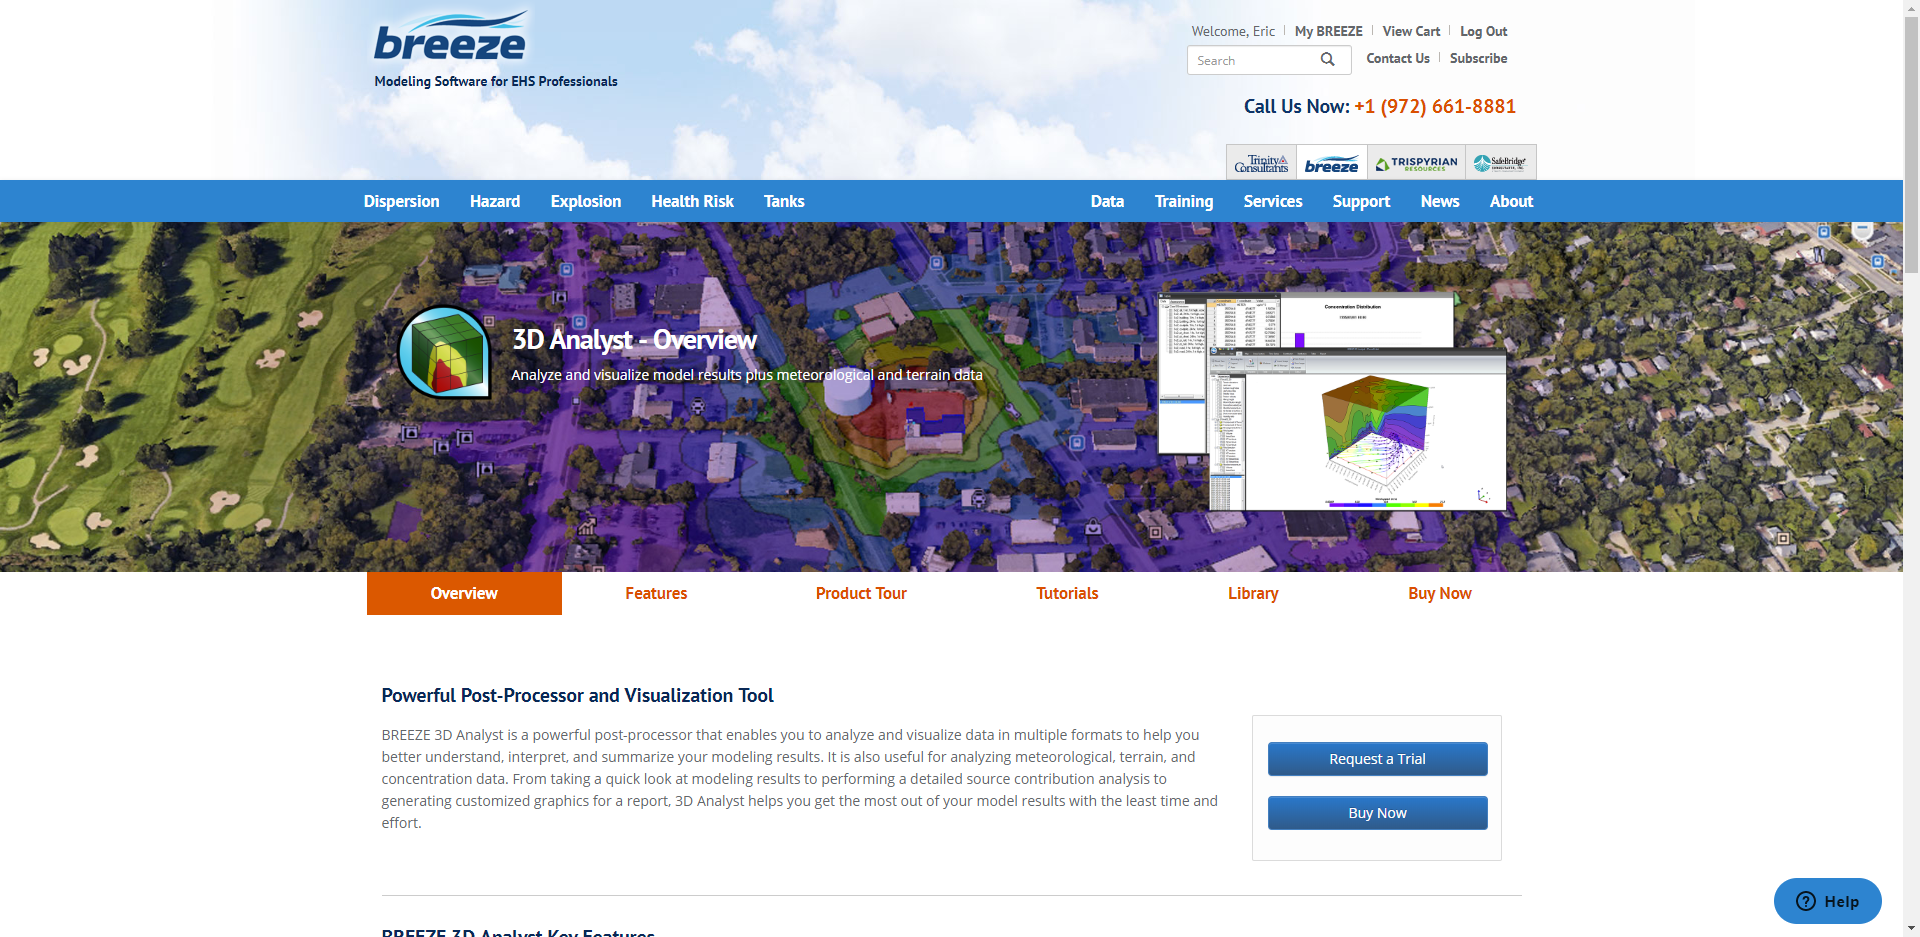 breeze
Modeling Software for EHS Professionals
Welcome, Eric
My BREEZE
View Cart
Log Out
Search
Contact Us
Subscribe
Call Us Now: +1 (972) 661-8881
Trinity Consultants
breeze
TRISPYRIAN RESOURCES
SafeBridge
Dispersion
Hazard
Explosion
Health Risk
Tanks
Data
Training
Services
Support
News
About
3D Analyst - Overview
Analyze and visualize model results plus meteorological and terrain data
Concentration Distribution
Overview
Features
Product Tour
Tutorials
Library
Buy Now
Powerful Post-Processor and Visualization Tool
BREEZE 3D Analyst is a powerful post-processor that enables you to analyze and visualize data in multiple formats to help you
better understand, interpret, and summarize your modeling results. It is also useful for analyzing meteorological, terrain, and
concentration data. From taking a quick look at modeling results to performing a detailed source contribution analysis to
generating customized graphics for a report, 3D Analyst helps you get the most out of your model results with the least time and
effort.
Request a Trial
Buy Now
Help
BREEZE 3D Analyst Key Features